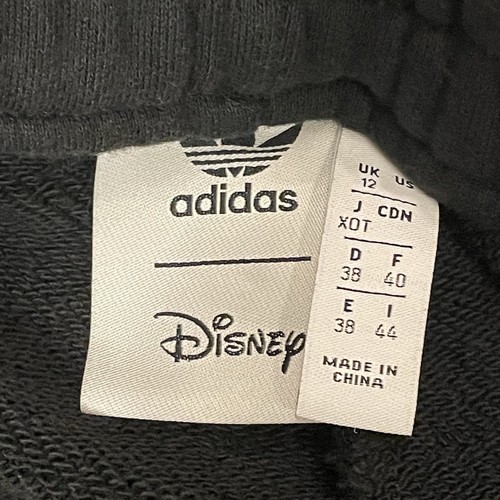 adidas
Disney
UK US
12
J CDN
XOT
D F
38 40
E I
38 44
MADE IN
CHINA